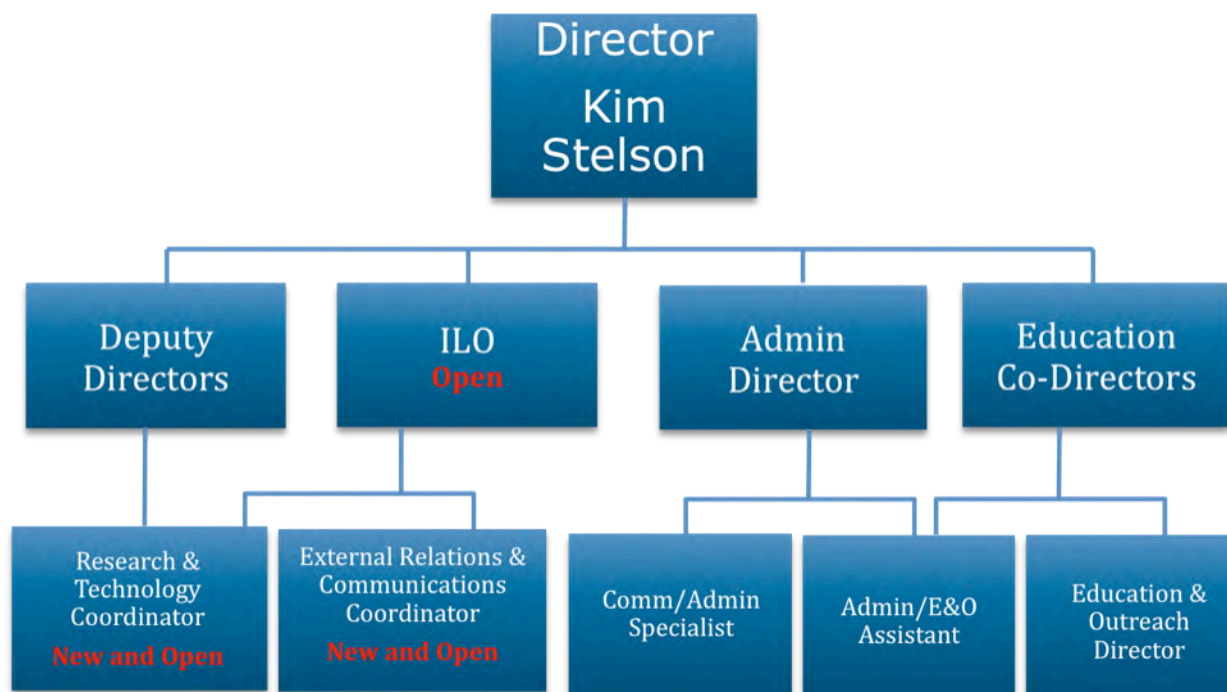 Director
Kim
Stelson
Deputy
Directors
ILO
Open
Admin
Director
Education
Co-Directors
Research &
Technology
Coordinator
New and Open
External Relations &
Communications
Coordinator
New and Open
Comm/Admin
Specialist
Admin/E&O
Assistant
Education &
Outreach
Director